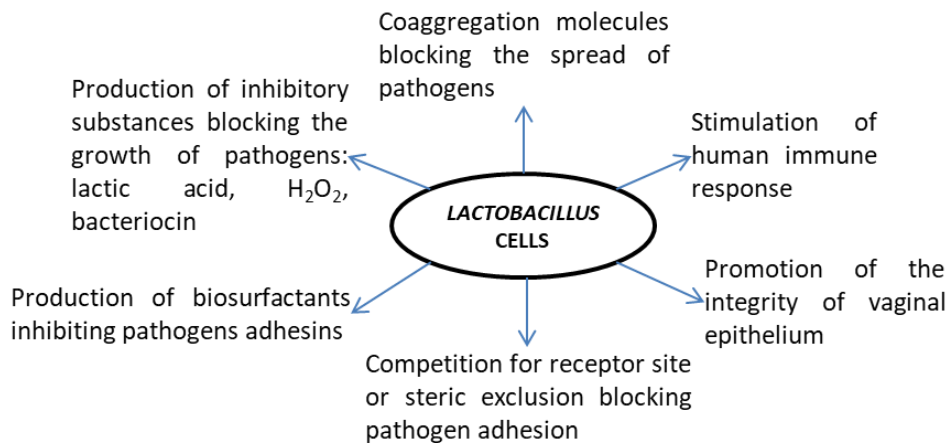 Coaggregation molecules
blocking the spread of
pathogens
Production of inhibitory
substances blocking the
growth of pathogens:
lactic acid, H₂O₂,
bacteriocin
Stimulation of
human immune
response
LACTOBACILLUS
CELLS
Production of biosurfactants
inhibiting pathogens adhesins
Promotion of the
integrity of vaginal
epithelium
Competition for receptor site
or steric exclusion blocking
pathogen adhesion